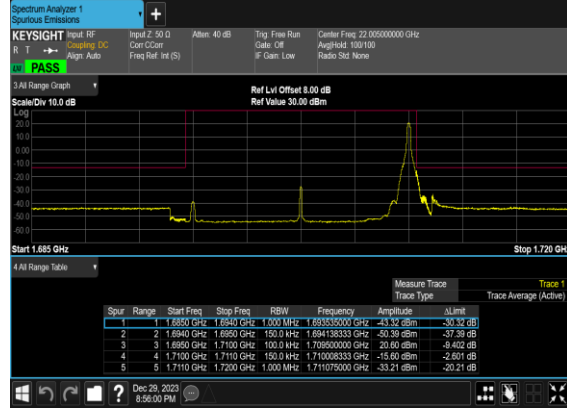 Spectrum Analyzer 1
Spurious Emissions
KEYSIGHT Input: RF Input Z: 50 Ω Atten: 40 dB Trig: Free Run Center Freq: 22.005000000 GHz
R T Coupling: DC Corr CCorr Gate: Off Avg|Hold: 100/100
Align: Auto Freq Ref: Int (S) IF Gain: Low Radio Std: None
PASS
3 All Range Graph
Ref Lvl Offset 8.00 dB
Scale/Div 10.0 dB Ref Value 30.00 dBm
Log
20.0
10.0
0.00
-10.0
-20.0
-30.0
-40.0
-50.0
-60.0
Start 1.685 GHz Stop 1.720 GH
4 All Range Table
Measure Trace Trace 1
Trace Type Trace Average (Active)
Spur Range Start Freq Stop Freq RBW Frequency Amplitude ΔLimit
1 1 1.6850 GHz 1.6940 GHz 1.000 MHz 1.693535000 GHz -43.32 dBm -30.32 dB
2 2 1.6940 GHz 1.6950 GHz 150.0 kHz 1.694138333 GHz -50.39 dBm -37.39 dB
3 3 1.6950 GHz 1.7100 GHz 100.0 kHz 1.709500000 GHz 20.60 dBm -9.402 dB
4 4 1.7100 GHz 1.7110 GHz 150.0 kHz 1.710008333 GHz -15.60 dBm -2.601 dB
5 5 1.7110 GHz 1.7200 GHz 1.000 MHz 1.711075000 GHz -33.21 dBm -20.21 dB
Dec 29, 2023
8:56:00 PM